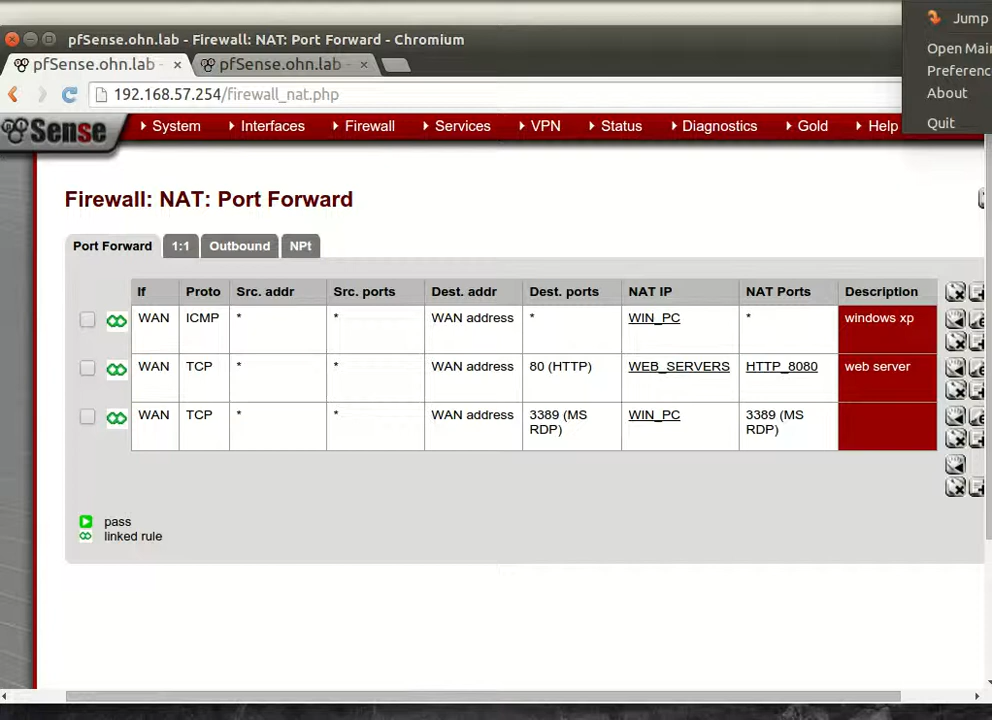 Jump
pfSense.ohn.lab - Firewall: NAT: Port Forward - Chromium
Open Mai
pfSense.ohn.lab - × pfSense.ohn.lab - ×
Preferenc
192.168.57.254/firewall_nat.php
About
Quit
Sense System Interfaces Firewall Services VPN Status Diagnostics Gold Help
Firewall: NAT: Port Forward
Port Forward 1:1 Outbound NPt
If Proto Src. addr Src. ports Dest. addr Dest. ports NAT IP NAT Ports Description
WAN ICMP * * WAN address * WIN_PC * windows xp
WAN TCP * * WAN address 80 (HTTP) WEB_SERVERS HTTP_8080 web server
WAN TCP * * WAN address 3389 (MS WIN_PC 3389 (MS
RDP) RDP)
pass
linked rule